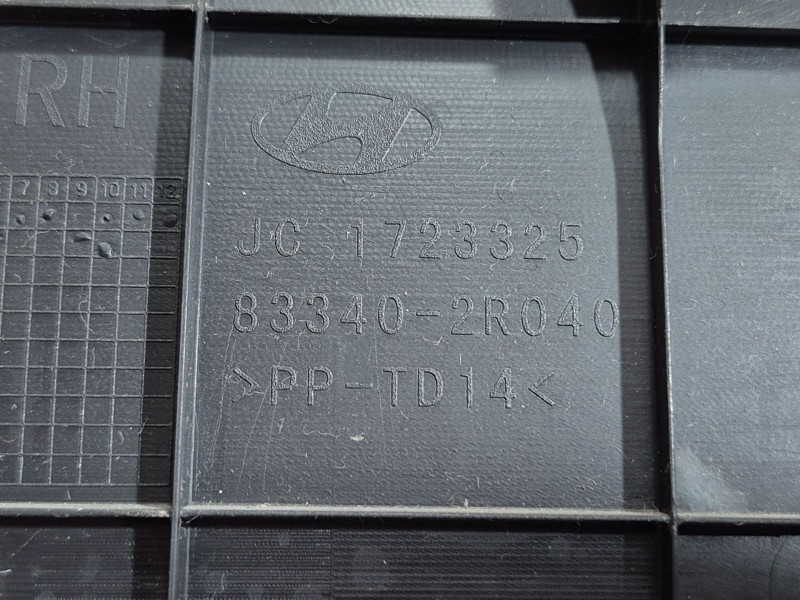 RH
7 8 9 10 11 12
JC 1723325
83340-2R040
>PP-TD14<